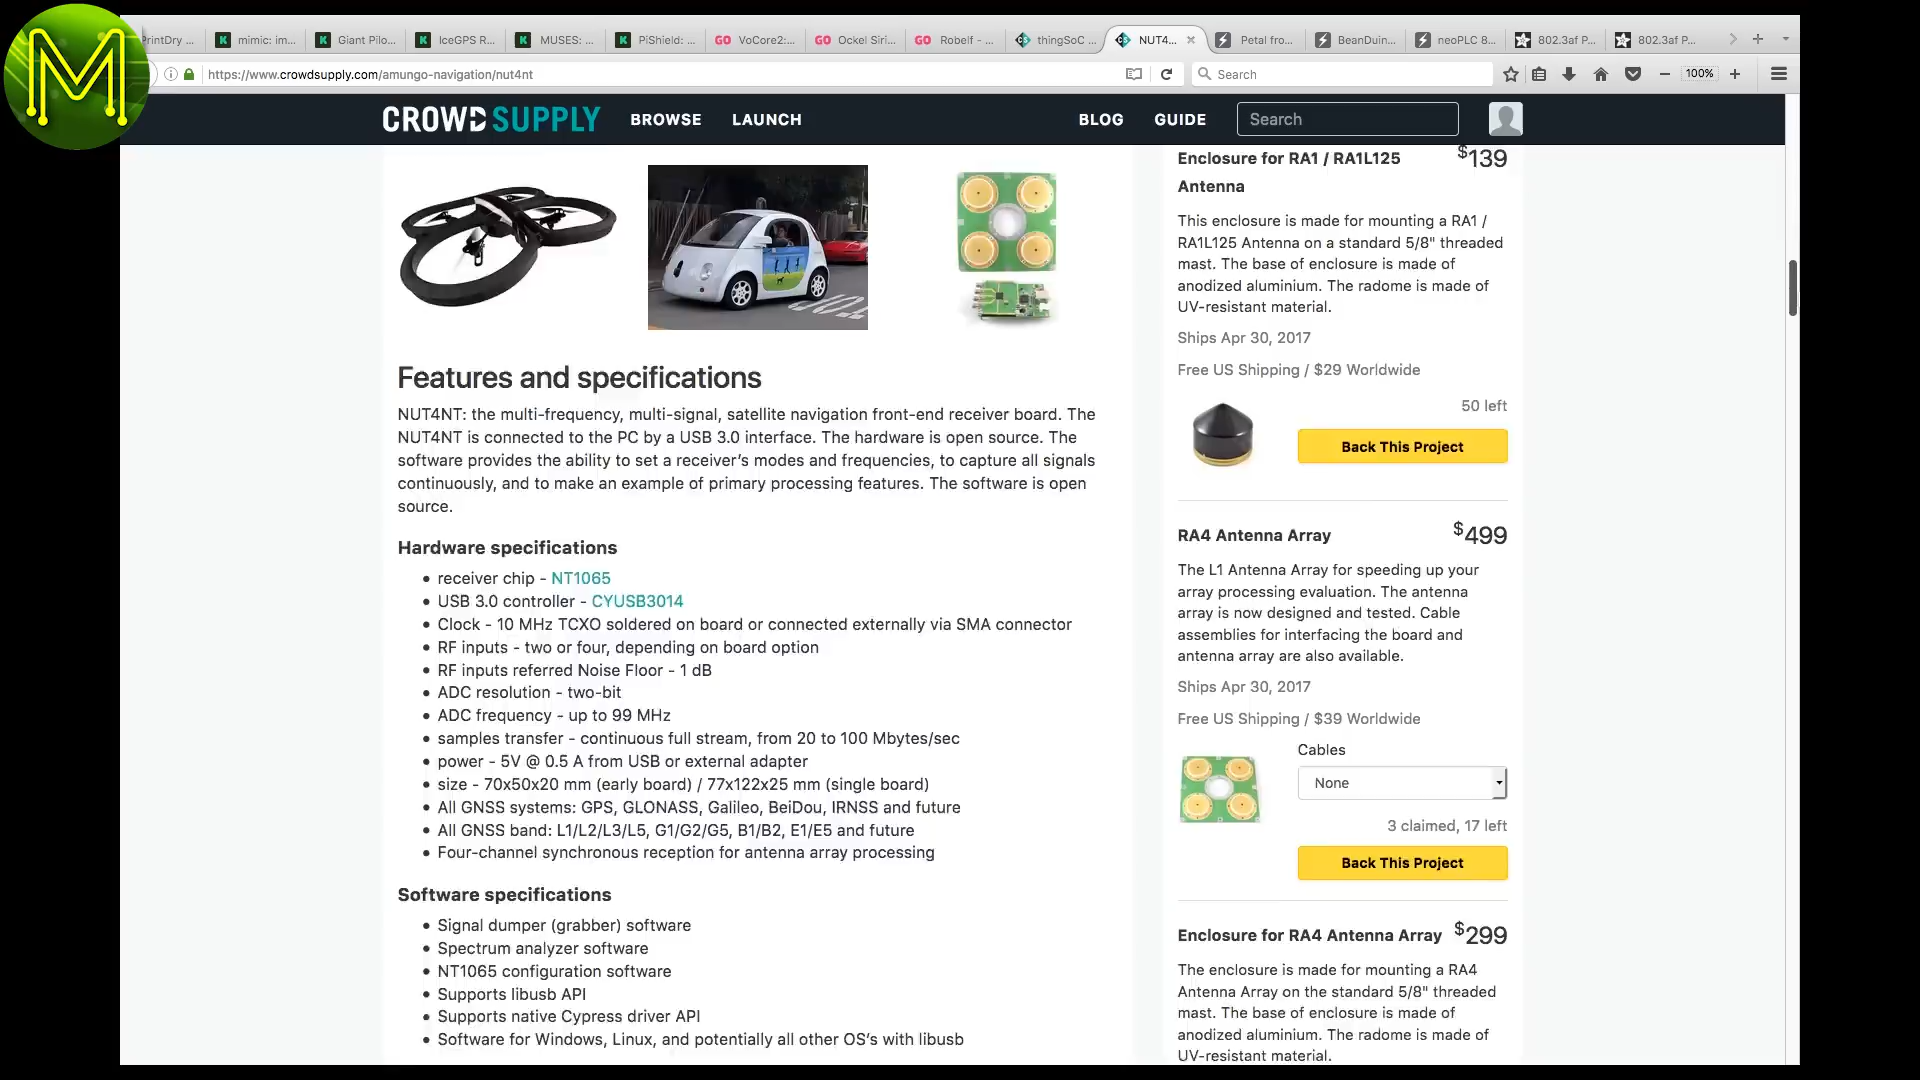 M
PrintDry ...
mimic: im...
Giant Pilo...
IceGPS R...
MUSES: ...
PiShield: ...
GO VoCore2:...
GO Ockel Siri...
GO Robelf - ...
thingSoC ...
NUT4...
Petal fro...
BeanDuin...
neoPLC 8...
802.3af P...
802.3af P...
https://www.crowdsupply.com/amungo-navigation/nut4nt
Search
100%
CROWD SUPPLY
BROWSE
LAUNCH
BLOG
GUIDE
Search
Features and specifications
NUT4NT: the multi-frequency, multi-signal, satellite navigation front-end receiver board. The
NUT4NT is connected to the PC by a USB 3.0 interface. The hardware is open source. The
software provides the ability to set a receiver's modes and frequencies, to capture all signals
continuously, and to make an example of primary processing features. The software is open
source.
Hardware specifications
receiver chip - NT1065
USB 3.0 controller - CYUSB3014
Clock - 10 MHz TCXO soldered on board or connected externally via SMA connector
RF inputs - two or four, depending on board option
RF inputs referred Noise Floor - 1 dB
ADC resolution - two-bit
ADC frequency - up to 99 MHz
samples transfer - continuous full stream, from 20 to 100 Mbytes/sec
power - 5V @ 0.5 A from USB or external adapter
size - 70x50x20 mm (early board) / 77x122x25 mm (single board)
All GNSS systems: GPS, GLONASS, Galileo, BeiDou, IRNSS and future
All GNSS band: L1/L2/L3/L5, G1/G2/G5, B1/B2, E1/E5 and future
Four-channel synchronous reception for antenna array processing
Software specifications
Signal dumper (grabber) software
Spectrum analyzer software
NT1065 configuration software
Supports libusb API
Supports native Cypress driver API
Software for Windows, Linux, and potentially all other OS's with libusb
Enclosure for RA1 / RA1L125 $139
Antenna
This enclosure is made for mounting a RA1 /
RA1L125 Antenna on a standard 5/8" threaded
mast. The base of enclosure is made of
anodized aluminium. The radome is made of
UV-resistant material.
Ships Apr 30, 2017
Free US Shipping / $29 Worldwide
50 left
Back This Project
RA4 Antenna Array $499
The L1 Antenna Array for speeding up your
array processing evaluation. The antenna
array is now designed and tested. Cable
assemblies for interfacing the board and
antenna array are also available.
Ships Apr 30, 2017
Free US Shipping / $39 Worldwide
Cables
None
3 claimed, 17 left
Back This Project
Enclosure for RA4 Antenna Array $299
The enclosure is made for mounting a RA4
Antenna Array on the standard 5/8" threaded
mast. The base of enclosure is made of
anodized aluminium. The radome is made of
UV-resistant material.